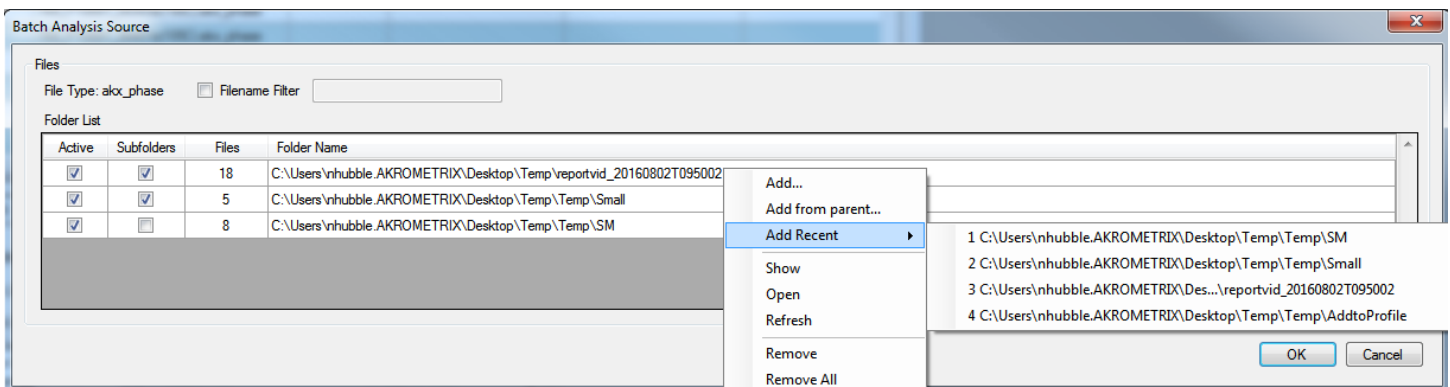 Batch Analysis Source
x
Files
File Type: akx_phase Filename Filter
Folder List
Active Subfolders Files Folder Name
18 C:\Users\nhubble.AKROMETRIX\Desktop\Temp\reportvid_20160802T095002
5 C:\Users\nhubble.AKROMETRIX\Desktop\Temp\Temp\Small
8 C:\Users\nhubble.AKROMETRIX\Desktop\Temp\Temp\SM
Add...
Add from parent...
Add Recent
Show
Open
Refresh
Remove
Remove All
1 C:\Users\nhubble.AKROMETRIX\Desktop\Temp\Temp\SM
2 C:\Users\nhubble.AKROMETRIX\Desktop\Temp\Temp\Small
3 C:\Users\nhubble.AKROMETRIX\Des...\reportvid_20160802T095002
4 C:\Users\nhubble.AKROMETRIX\Desktop\Temp\Temp\AddtoProfile
OK Cancel